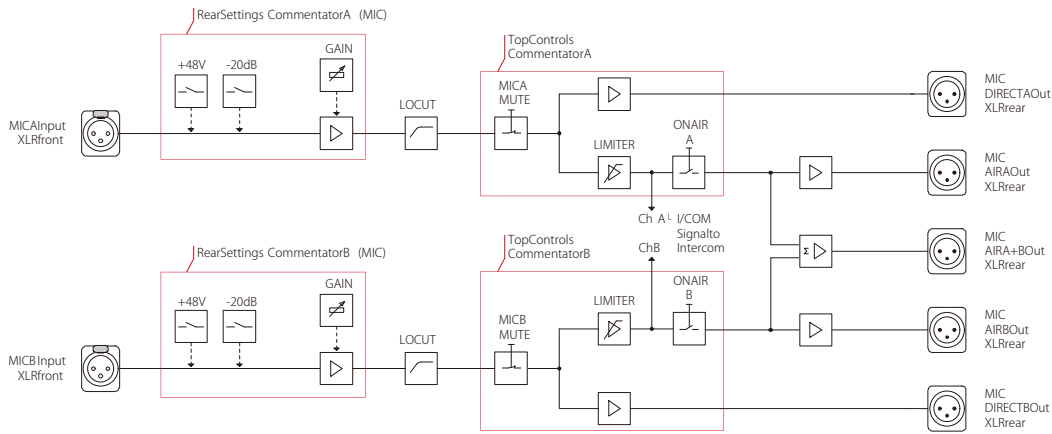 RearSettings CommentatorA (MIC)
+48V
-20dB
GAIN
MICAInput
XLRfront
LOCUT
TopControls
CommentatorA
MICA
MUTE
LIMITER
ONAIR
A
MIC
DIRECTAOut
XLRrear
MIC
AIRAOut
XLRrear
Ch A└ I/COM
Signalto
Intercom
ChB
Σ
MIC
AIRA+BOut
XLRrear
RearSettings CommentatorB (MIC)
+48V
-20dB
GAIN
MICBInput
XLRfront
LOCUT
TopControls
CommentatorB
MICB
MUTE
LIMITER
ONAIR
B
MIC
AIRBOut
XLRrear
MIC
DIRECTBOut
XLRrear